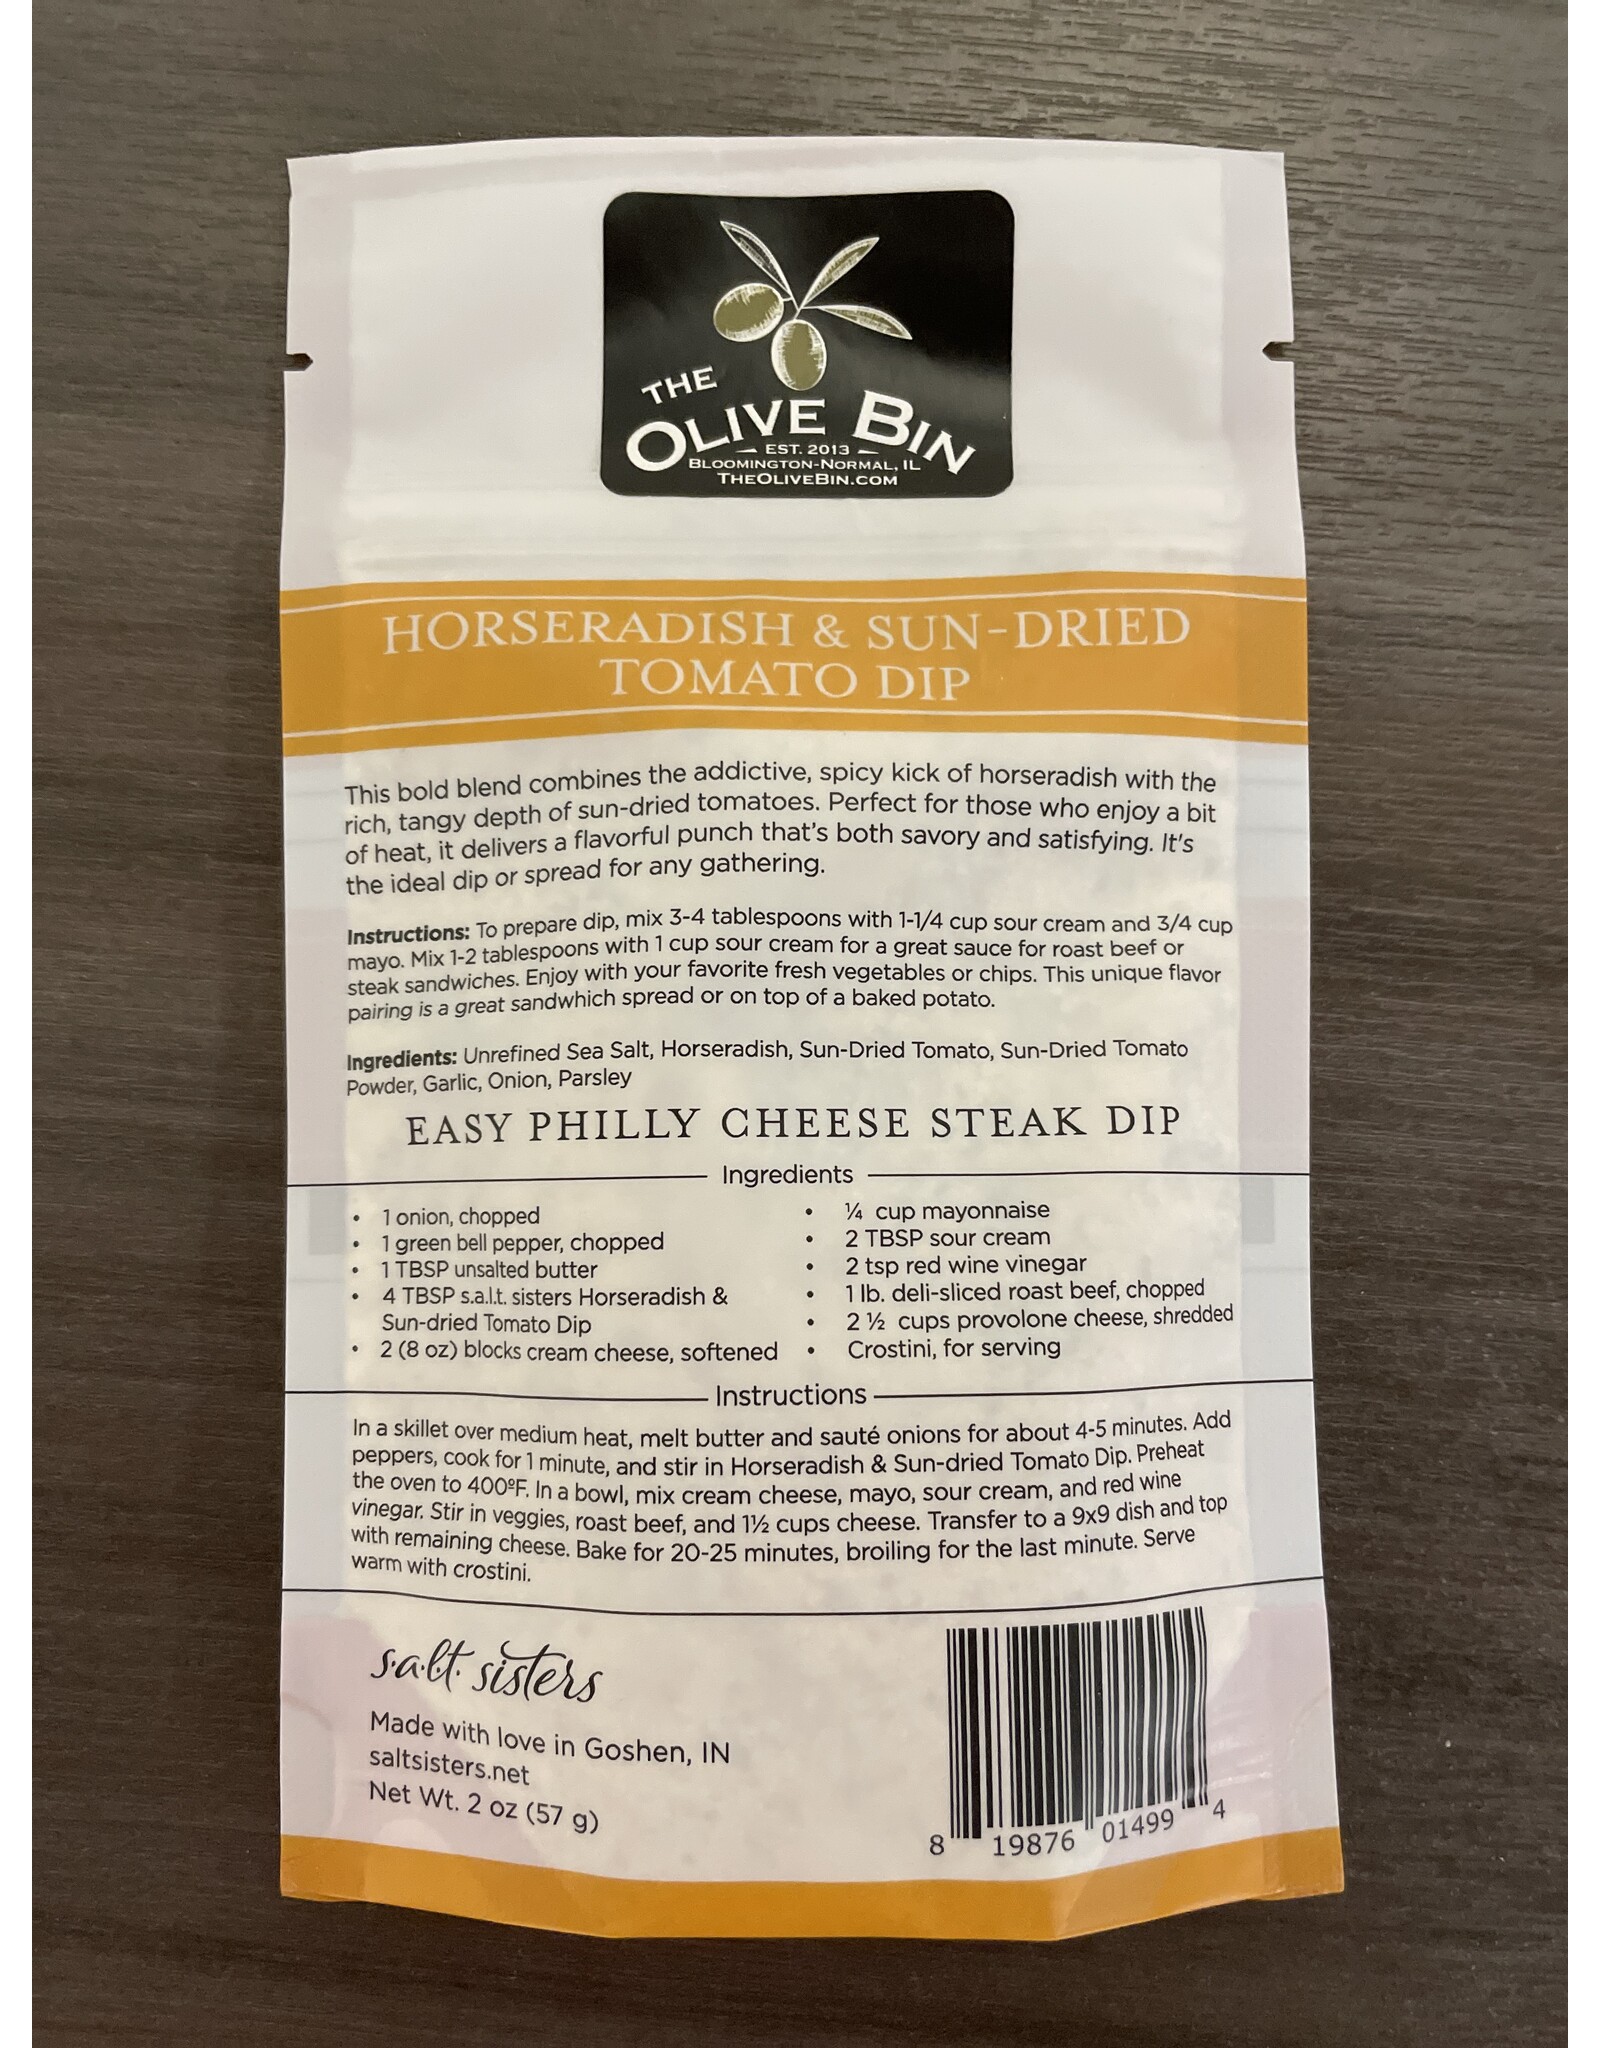 THE
OLIVE BIN
EST. 2013
BLOOMINGTON-NORMAL, IL
THEOLIVEBIN.COM
HORSERADISH & SUN-DRIED
TOMATO DIP
This bold blend combines the addictive, spicy kick of horseradish with the
rich, tangy depth of sun-dried tomatoes. Perfect for those who enjoy a bit
of heat, it delivers a flavorful punch that's both savory and satisfying. It's
the ideal dip or spread for any gathering.
Instructions: To prepare dip, mix 3-4 tablespoons with 1-1/4 cup sour cream and 3/4 cup
mayo. Mix 1-2 tablespoons with 1 cup sour cream for a great sauce for roast beef or
steak sandwiches. Enjoy with your favorite fresh vegetables or chips. This unique flavor
pairing is a great sandwhich spread or on top of a baked potato.
Ingredients: Unrefined Sea Salt, Horseradish, Sun-Dried Tomato, Sun-Dried Tomato
Powder, Garlic, Onion, Parsley
EASY PHILLY CHEESE STEAK DIP
Ingredients
• 1 onion, chopped
• 1 green bell pepper, chopped
• 1 TBSP unsalted butter
• 4 TBSP s.a.l.t. sisters Horseradish &
Sun-dried Tomato Dip
• 2 (8 oz) blocks cream cheese, softened
• ¼ cup mayonnaise
• 2 TBSP sour cream
• 2 tsp red wine vinegar
• 1 lb. deli-sliced roast beef, chopped
• 2 ½ cups provolone cheese, shredded
• Crostini, for serving
Instructions
In a skillet over medium heat, melt butter and sauté onions for about 4-5 minutes. Add
peppers, cook for 1 minute, and stir in Horseradish & Sun-dried Tomato Dip. Preheat
the oven to 400ºF. In a bowl, mix cream cheese, mayo, sour cream, and red wine
vinegar. Stir in veggies, roast beef, and 1½ cups cheese. Transfer to a 9x9 dish and top
with remaining cheese. Bake for 20-25 minutes, broiling for the last minute. Serve
warm with crostini.
s.a.l.t. sisters
Made with love in Goshen, IN
saltsisters.net
Net Wt. 2 oz (57 g)
8 19876 01499 4